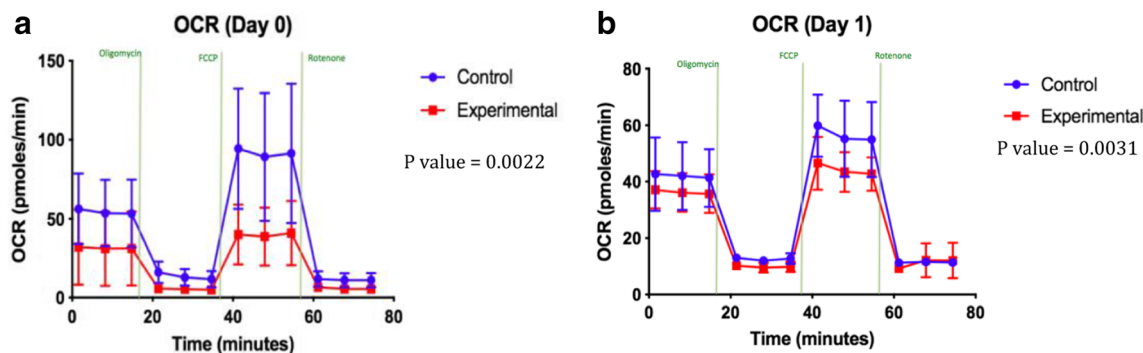 a
OCR (Day 0)
Oligomycin
FCCP
Rotenone
OCR (pmoles/min)
150
100
50
0
0 20 40 60 80
Time (minutes)
Control
Experimental
P value = 0.0022
b
OCR (Day 1)
Oligomycin
FCCP
Rotenone
OCR (pmoles/min)
80
60
40
20
0
0 20 40 60 80
Time (minutes)
Control
Experimental
P value = 0.0031